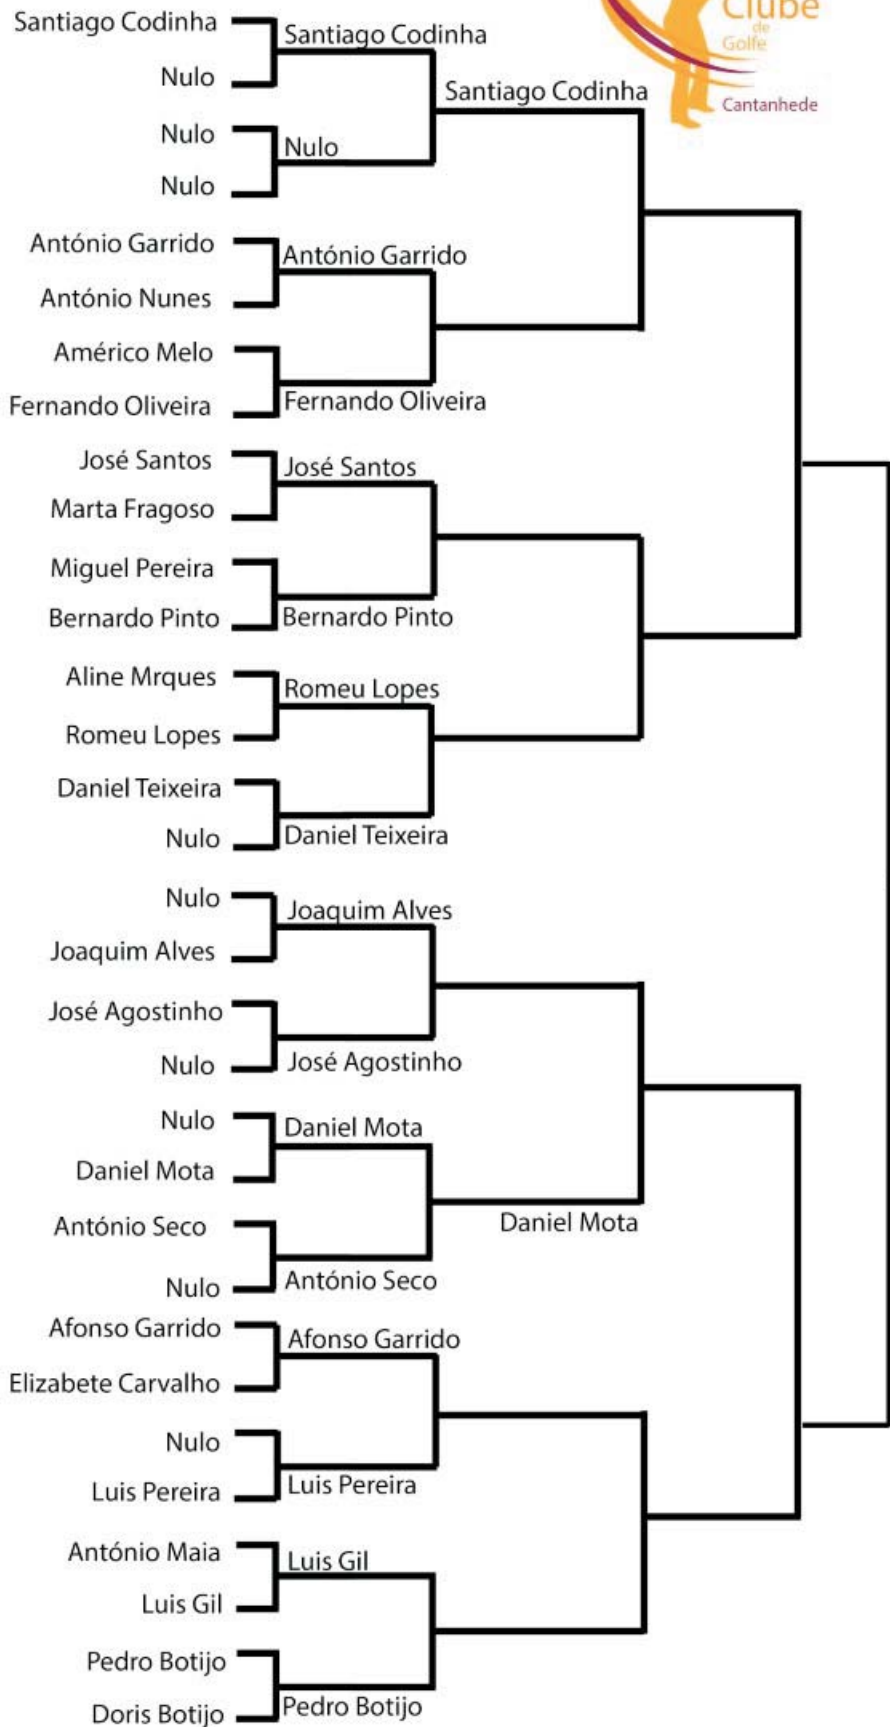 Clube
de
Golfe
Cantanhede
Santiago Codinha
Nulo
Nulo
Nulo
António Garrido
António Nunes
Américo Melo
Fernando Oliveira
José Santos
Marta Fragoso
Miguel Pereira
Bernardo Pinto
Aline Mrques
Romeu Lopes
Daniel Teixeira
Nulo
Nulo
Joaquim Alves
José Agostinho
Nulo
Nulo
Daniel Mota
António Seco
Nulo
Afonso Garrido
Elizabete Carvalho
Nulo
Luis Pereira
António Maia
Luis Gil
Pedro Botijo
Doris Botijo
Santiago Codinha
Nulo
António Garrido
Fernando Oliveira
José Santos
Bernardo Pinto
Romeu Lopes
Daniel Teixeira
Joaquim Alves
José Agostinho
Daniel Mota
António Seco
Afonso Garrido
Luis Pereira
Luis Gil
Pedro Botijo
Santiago Codinha
Daniel Mota